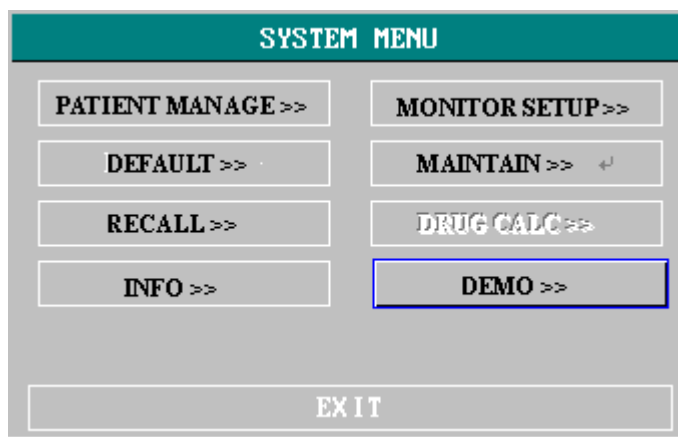 SYSTEM MENU
PATIENT MANAGE >> MONITOR SETUP>>
DEFAULT >> MAINTAIN >> ↵
RECALL >> DRUG CALC >>
INFO >> DEMO >>
EXIT